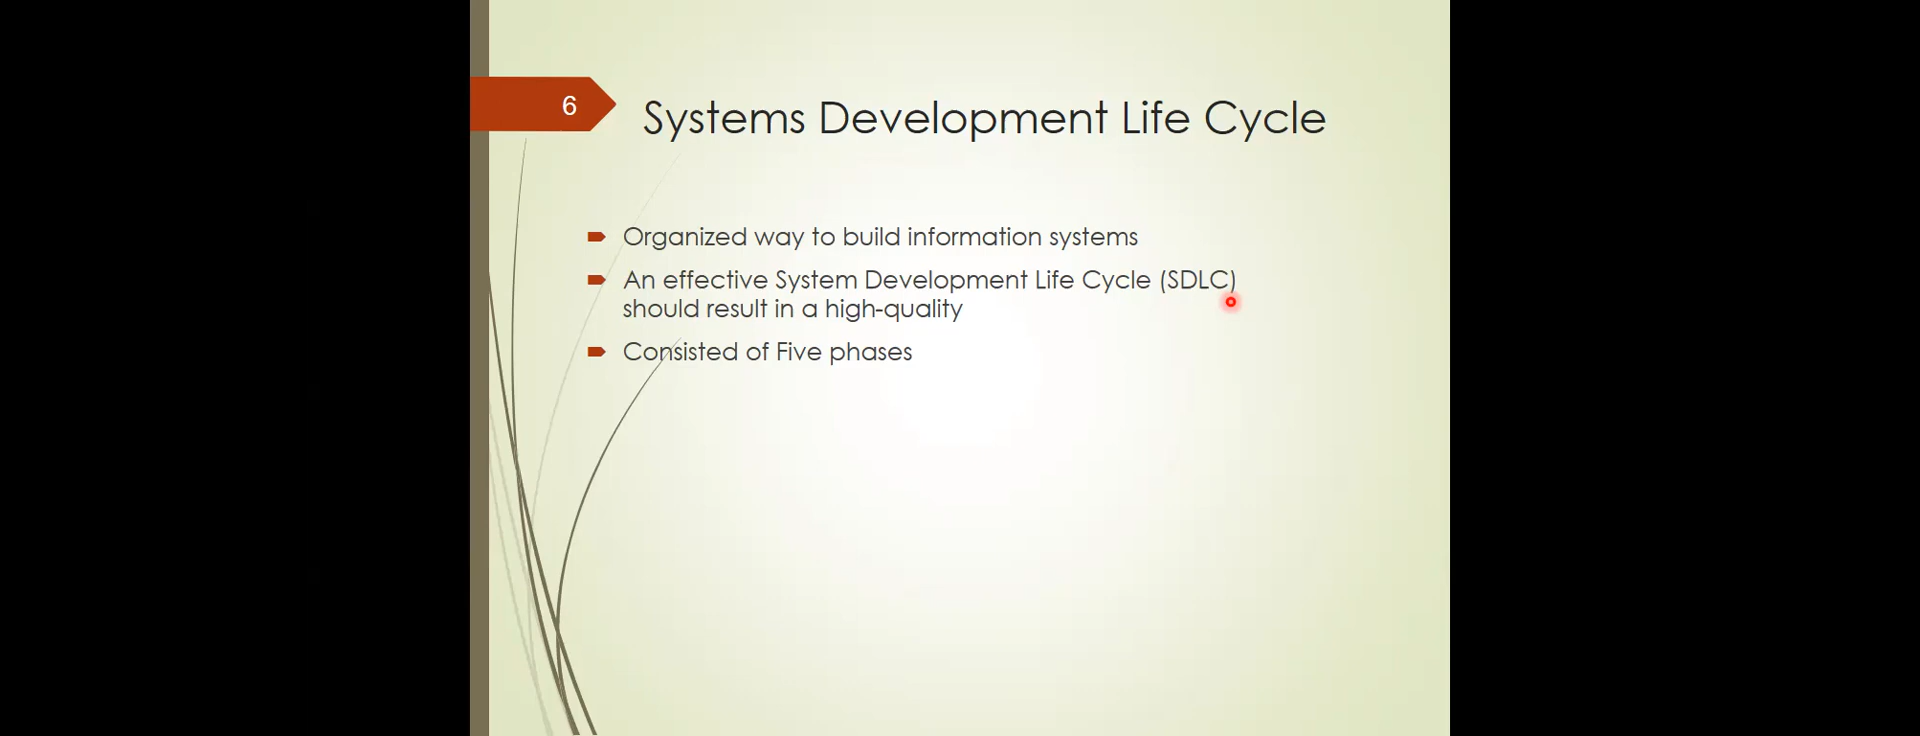 6
Systems Development Life Cycle
Organized way to build information systems
An effective System Development Life Cycle (SDLC)
should result in a high-quality
Consisted of Five phases